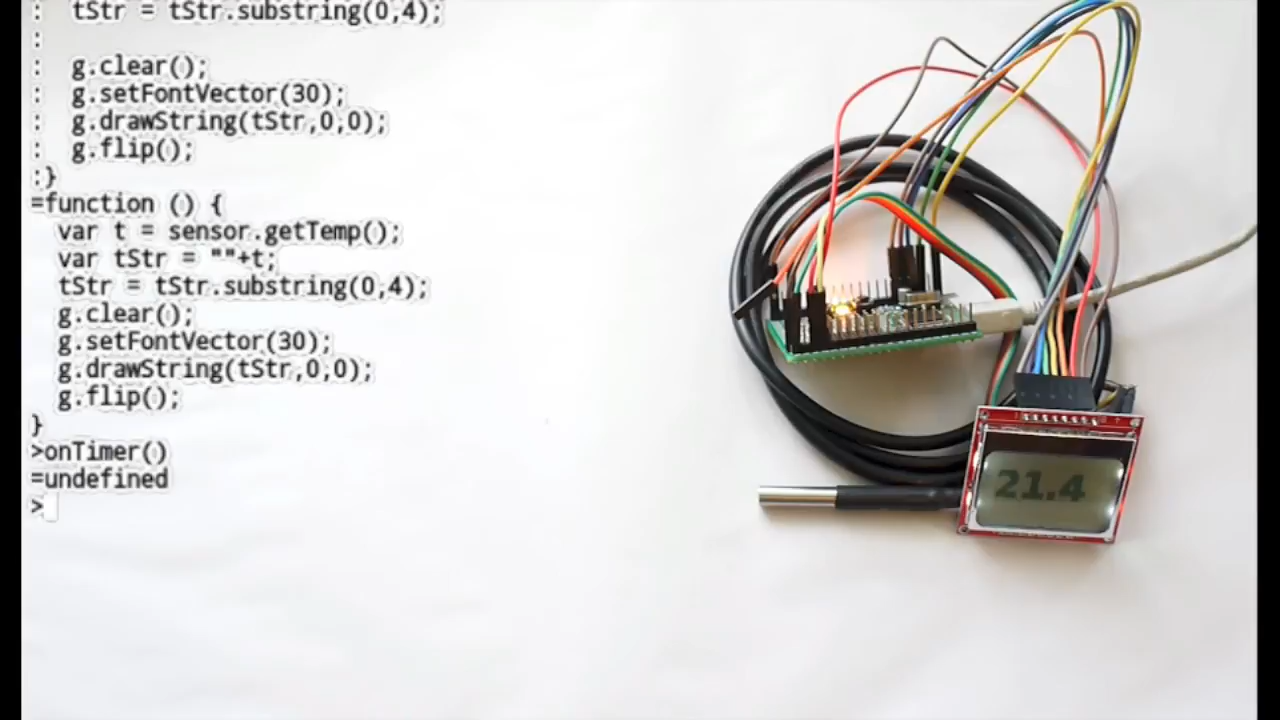 :  tStr = tStr.substring(0,4);
:
:  g.clear();
:  g.setFontVector(30);
:  g.drawString(tStr,0,0);
:  g.flip();
:}
=function () {
  var t = sensor.getTemp();
  var tStr = ""+t;
  tStr = tStr.substring(0,4);
  g.clear();
  g.setFontVector(30);
  g.drawString(tStr,0,0);
  g.flip();
}
>onTimer()
=undefined
>
21.4